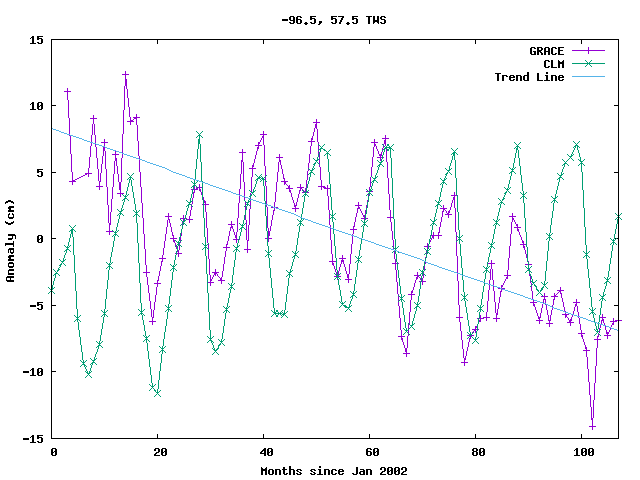 -96.5, 57.5 TWS
GRACE
CLM
Trend Line
15
10
5
0
-5
-10
-15
Anomaly (cm)
0 20 40 60 80 100
Months since Jan 2002